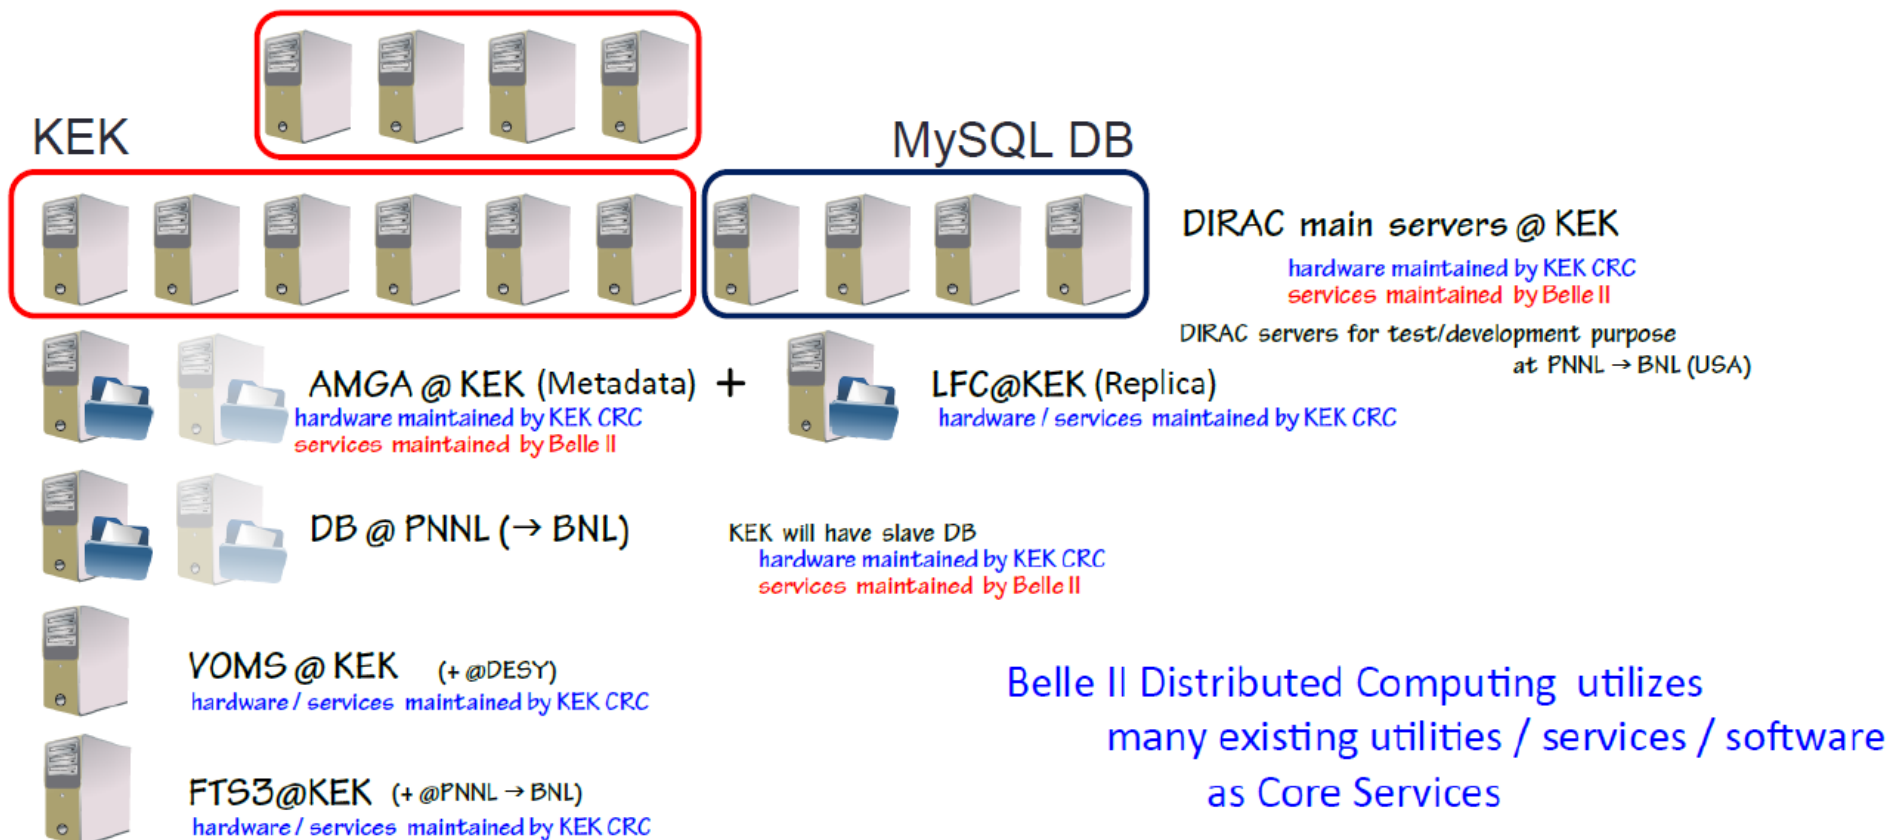 KEK
MySQL DB
DIRAC main servers @ KEK
hardware maintained by KEK CRC
services maintained by Belle II
DIRAC servers for test/development purpose
at PNNL → BNL (USA)
AMGA @ KEK (Metadata) +
hardware maintained by KEK CRC
services maintained by Belle II
LFC@KEK (Replica)
hardware / services maintained by KEK CRC
DB @ PNNL (→ BNL)
KEK will have slave DB
hardware maintained by KEK CRC
services maintained by Belle II
VOMS @ KEK (+ @DESY)
hardware / services maintained by KEK CRC
FTS3@KEK (+ @PNNL → BNL)
hardware / services maintained by KEK CRC
Belle II Distributed Computing utilizes
many existing utilities / services / software
as Core Services